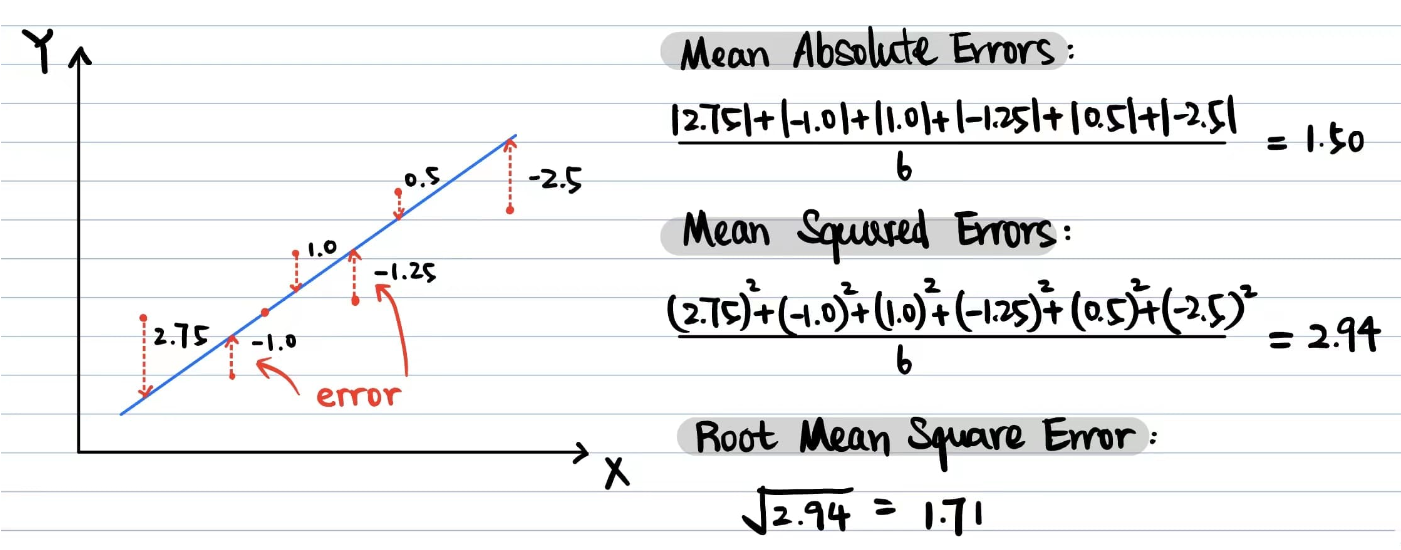 Y
0.5
-2.5
1.0
-1.25
2.75
-1.0
error
X
Mean Absolute Errors:
|2.75|+|-1.0|+|1.0|+|-1.25|+|0.5|+|-2.5|
6
= 1.50
Mean Squared Errors:
(2.75)²+(-1.0)²+(1.0)²+(-1.25)²+(0.5)²+(-2.5)²
6
= 2.94
Root Mean Square Error:
√2.94 = 1.71